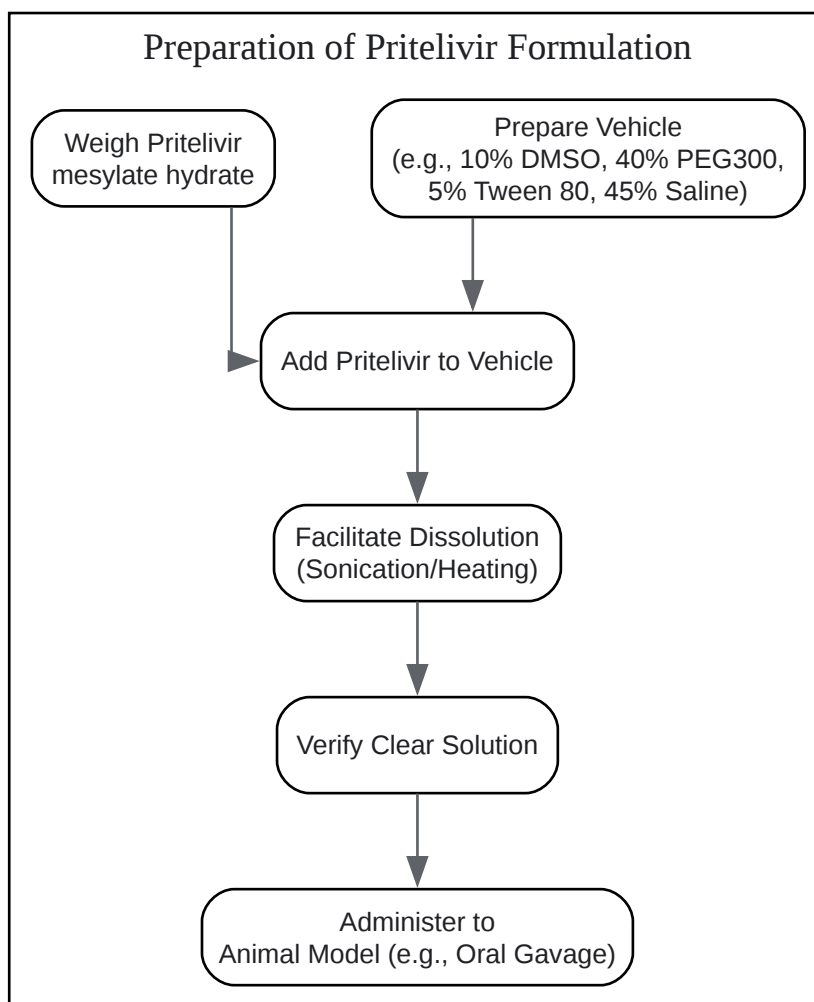 Preparation of Pritelivir Formulation
Weigh Pritelivir
mesylate hydrate
Prepare Vehicle
(e.g., 10% DMSO, 40% PEG300,
5% Tween 80, 45% Saline)
Add Pritelivir to Vehicle
Facilitate Dissolution
(Sonication/Heating)
Verify Clear Solution
Administer to
Animal Model (e.g., Oral Gavage)